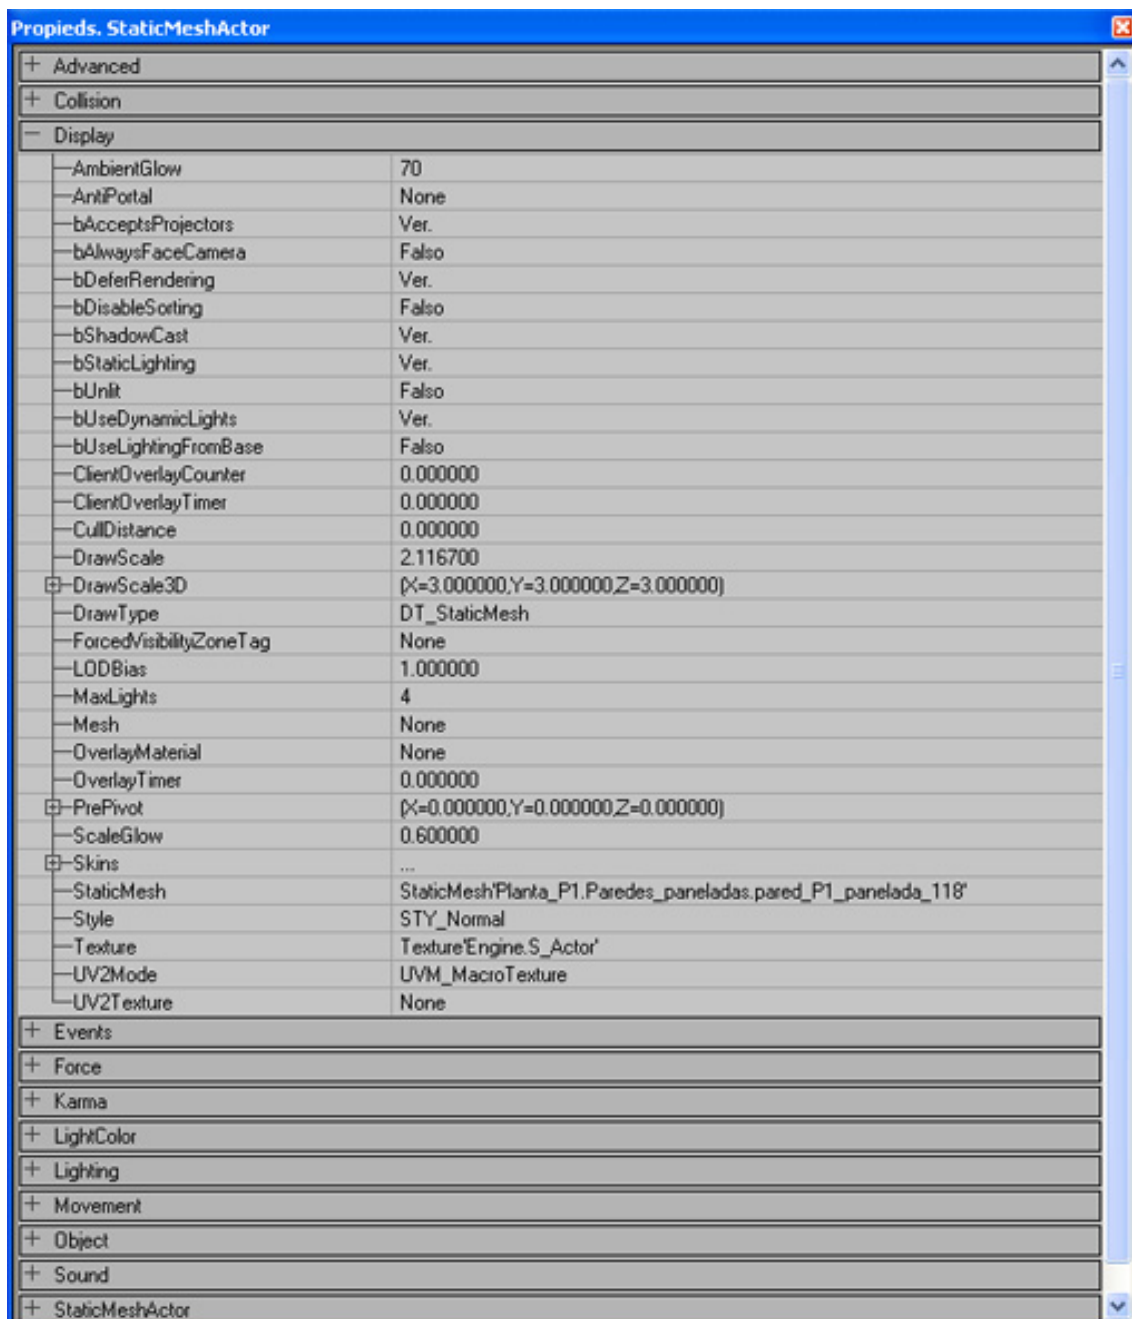 Propieds. StaticMeshActor
+ Advanced
+ Collision
− Display
AmbientGlow 70
AntiPortal None
bAcceptsProjectors Ver.
bAlwaysFaceCamera Falso
bDeferRendering Ver.
bDisableSorting Falso
bShadowCast Ver.
bStaticLighting Ver.
bUnlit Falso
bUseDynamicLights Ver.
bUseLightingFromBase Falso
ClientOverlayCounter 0.000000
ClientOverlayTimer 0.000000
CullDistance 0.000000
DrawScale 2.116700
DrawScale3D (X=3.000000,Y=3.000000,Z=3.000000)
DrawType DT_StaticMesh
ForcedVisibilityZoneTag None
LODBias 1.000000
MaxLights 4
Mesh None
OverlayMaterial None
OverlayTimer 0.000000
PrePivot (X=0.000000,Y=0.000000,Z=0.000000)
ScaleGlow 0.600000
Skins ...
StaticMesh StaticMesh'Planta_P1.Paredes_paneladas.pared_P1_panelada_118'
Style STY_Normal
Texture Texture'Engine.S_Actor'
UV2Mode UVM_MacroTexture
UV2Texture None
+ Events
+ Force
+ Karma
+ LightColor
+ Lighting
+ Movement
+ Object
+ Sound
+ StaticMeshActor